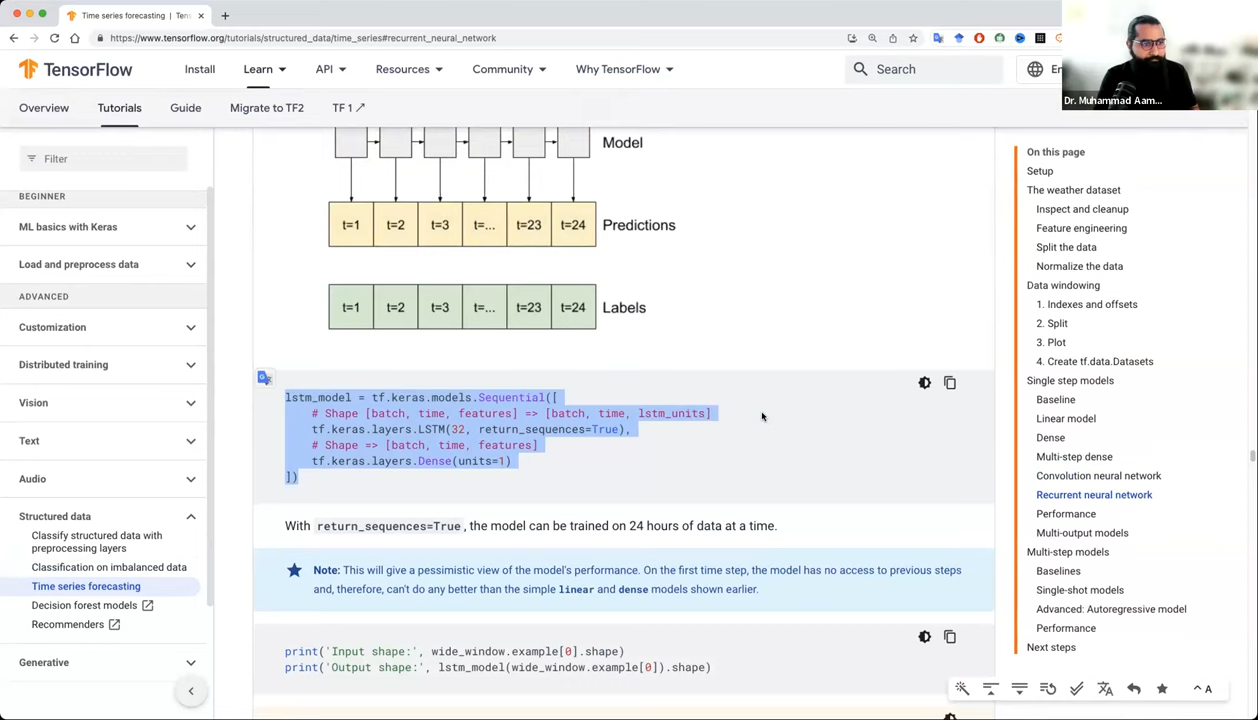 Time series forecasting | Tens
https://www.tensorflow.org/tutorials/structured_data/time_series#recurrent_neural_network
TensorFlow
Install
Learn
API
Resources
Community
Why TensorFlow
Search
Overview
Tutorials
Guide
Migrate to TF2
TF 1
Dr. Muhammad Aam...
Filter
BEGINNER
ML basics with Keras
Load and preprocess data
ADVANCED
Customization
Distributed training
Vision
Text
Audio
Structured data
Classify structured data with
preprocessing layers
Classification on imbalanced data
Time series forecasting
Decision forest models
Recommenders
Generative
Model
t=1 t=2 t=3 t=... t=23 t=24 Predictions
t=1 t=2 t=3 t=... t=23 t=24 Labels
lstm_model = tf.keras.models.Sequential([
# Shape [batch, time, features] => [batch, time, lstm_units]
tf.keras.layers.LSTM(32, return_sequences=True),
# Shape => [batch, time, features]
tf.keras.layers.Dense(units=1)
])
With return_sequences=True, the model can be trained on 24 hours of data at a time.
Note: This will give a pessimistic view of the model's performance. On the first time step, the model has no access to previous steps
and, therefore, can't do any better than the simple linear and dense models shown earlier.
print('Input shape:', wide_window.example[0].shape)
print('Output shape:', lstm_model(wide_window.example[0]).shape)
On this page
Setup
The weather dataset
Inspect and cleanup
Feature engineering
Split the data
Normalize the data
Data windowing
1. Indexes and offsets
2. Split
3. Plot
4. Create tf.data.Datasets
Single step models
Baseline
Linear model
Dense
Multi-step dense
Convolution neural network
Recurrent neural network
Performance
Multi-output models
Multi-step models
Baselines
Single-shot models
Advanced: Autoregressive model
Performance
Next steps
A